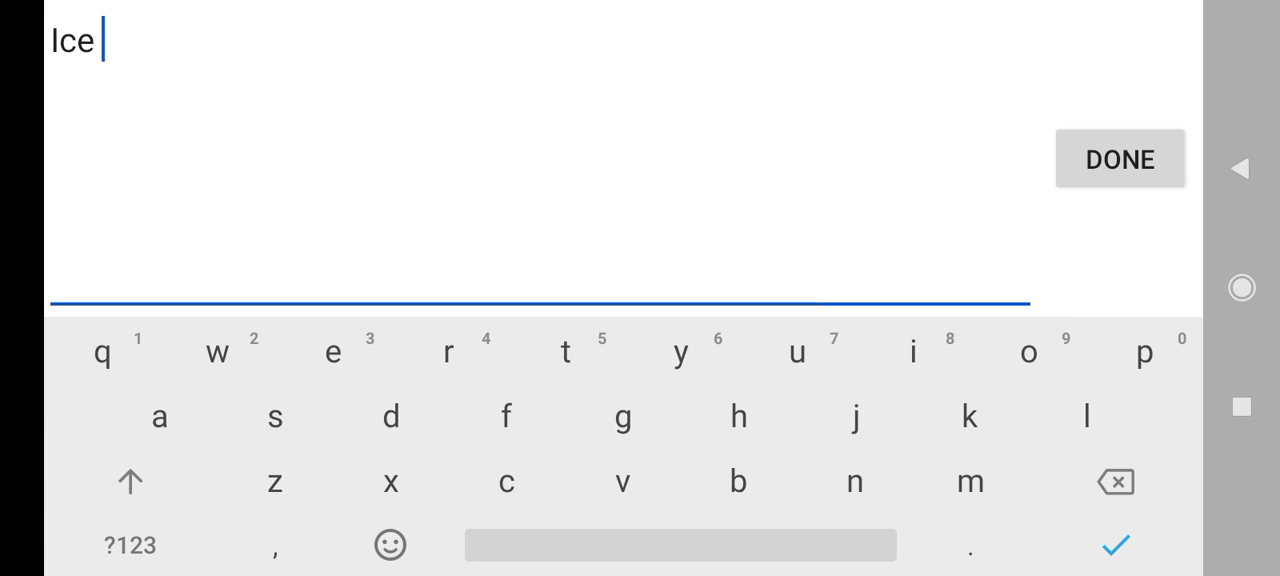 Ice
DONE
q 1 w 2 e 3 r 4 t 5 y 6 u 7 i 8 o 9 p 0
a s d f g h j k l
z x c v b n m
?123 , .